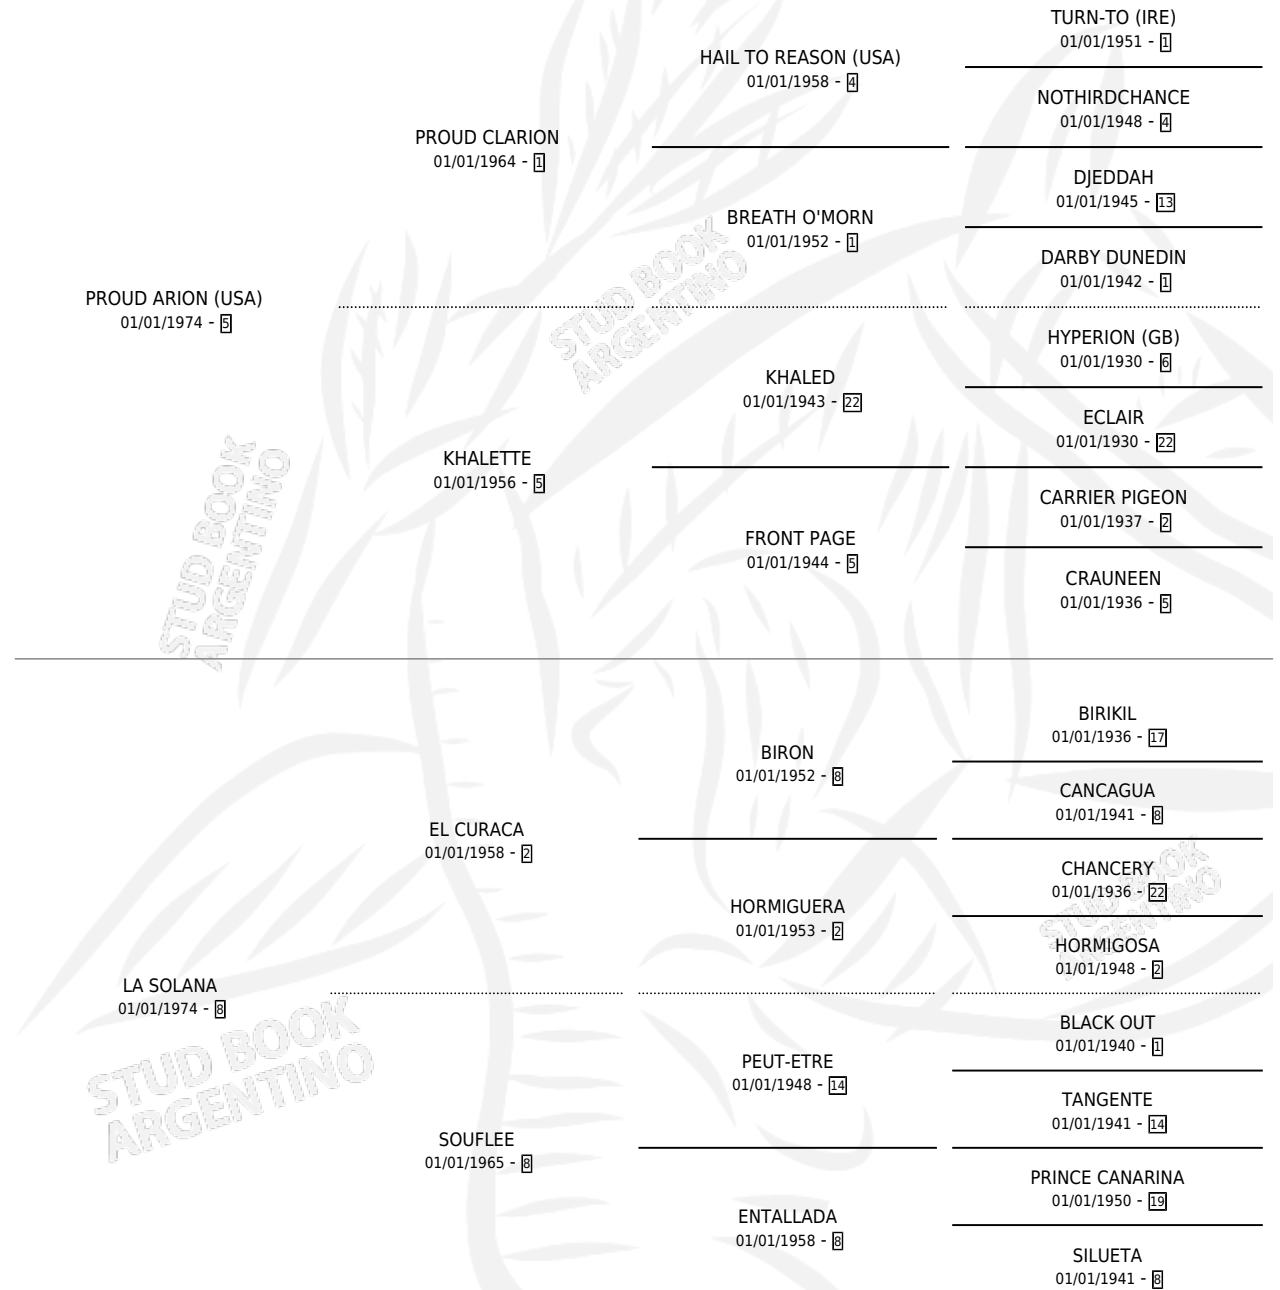 TURN-TO (IRE)
01/01/1951 - 1
HAIL TO REASON (USA)
01/01/1958 - 4
NOTHIRDCHANCE
01/01/1948 - 4
PROUD CLARION
01/01/1964 - 1
DJEDDAH
01/01/1945 - 13
BREATH O'MORN
01/01/1952 - 1
DARBY DUNEDIN
01/01/1942 - 1
PROUD ARION (USA)
01/01/1974 - 5
HYPERION (GB)
01/01/1930 - 6
KHALED
01/01/1943 - 22
ECLAIR
01/01/1930 - 22
KHALETTE
01/01/1956 - 5
CARRIER PIGEON
01/01/1937 - 2
FRONT PAGE
01/01/1944 - 5
CRAUNEEN
01/01/1936 - 5
BIRIKIL
01/01/1936 - 17
BIRON
01/01/1952 - 8
CANCAGUA
01/01/1941 - 8
EL CURACA
01/01/1958 - 2
CHANCERY
01/01/1936 - 22
HORMIGUERA
01/01/1953 - 2
HORMIGOSA
01/01/1948 - 2
LA SOLANA
01/01/1974 - 8
BLACK OUT
01/01/1940 - 1
PEUT-ETRE
01/01/1948 - 14
TANGENTE
01/01/1941 - 14
SOUFLEE
01/01/1965 - 8
PRINCE CANARINA
01/01/1950 - 19
ENTALLADA
01/01/1958 - 8
SILUETA
01/01/1941 - 8
STUD BOOK
ARGENTINO
STUD BOOK
ARGENTINO
STUD BOOK
ARGENTINO
STUD BOOK
ARGENTINO